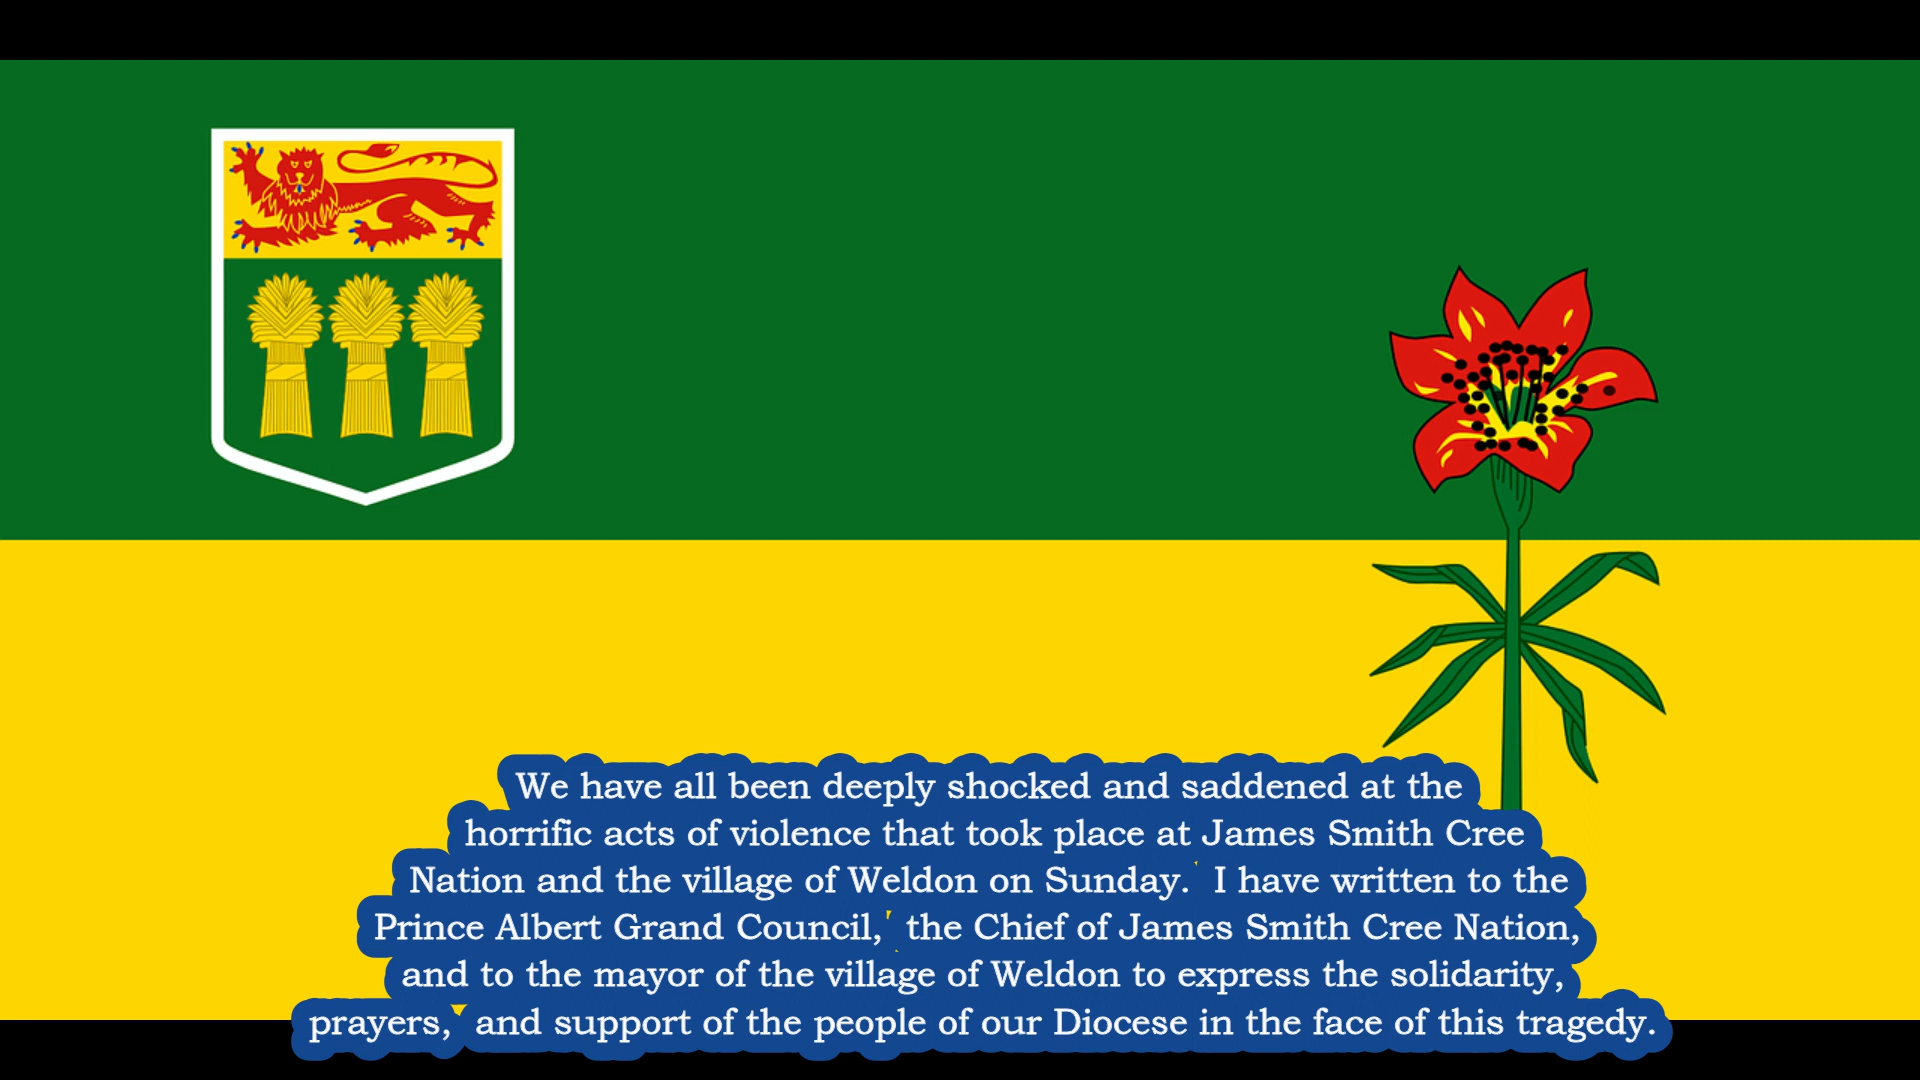 We have all been deeply shocked and saddened at the
horrific acts of violence that took place at James Smith Cree
Nation and the village of Weldon on Sunday.  I have written to the
Prince Albert Grand Council,  the Chief of James Smith Cree Nation,
and to the mayor of the village of Weldon to express the solidarity,
prayers,  and support of the people of our Diocese in the face of this tragedy.